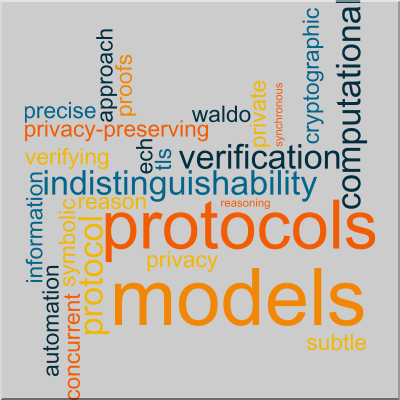 approach
proofs
cryptographic
computational
precise
waldo
private
synchronous
privacy-preserving
verifying
ech
tls
verification
indistinguishability
information
symbolic
reason
reasoning
protocol
protocols
privacy
models
automation
concurrent
subtle